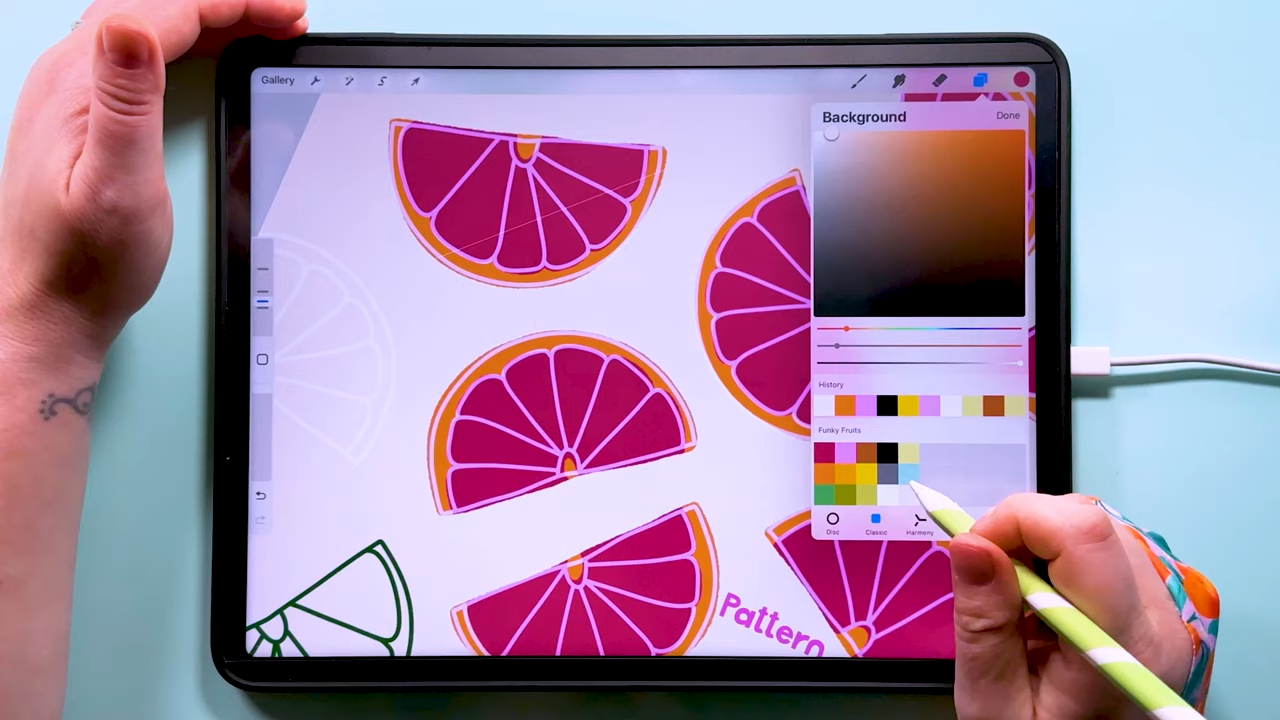 Gallery
Background
Done
History
Funky Fruits
Disc
Classic
Harmony
Pattern